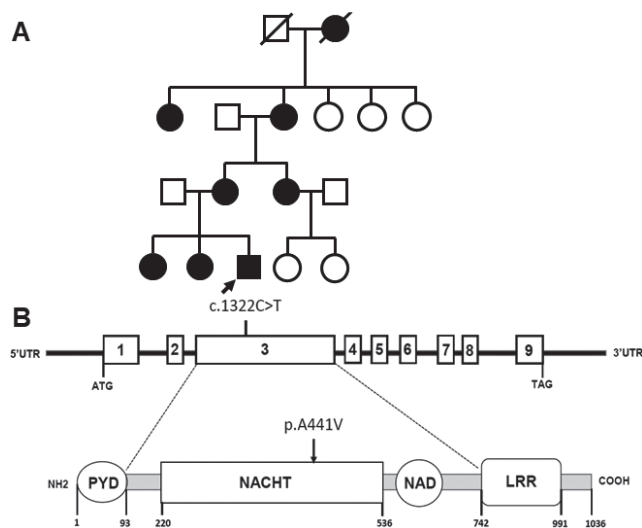 A
c.1322C>T
B
5'UTR 1 2 3 4 5 6 7 8 9 3'UTR
ATG TAG
p.A441V
NH2 PYD NACHT NAD LRR COOH
1 93 220 536 742 991 1036